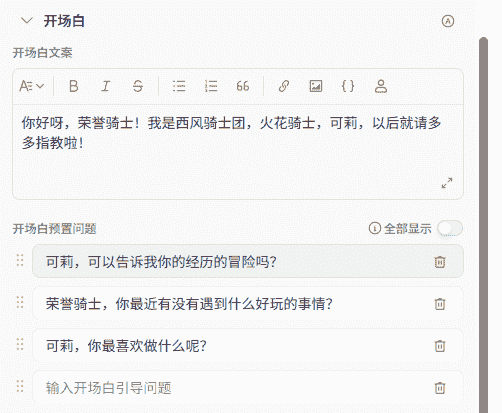 开场白
开场白文案
你好呀，荣誉骑士！我是西风骑士团，火花骑士，可莉，以后就请多
多指教啦！
开场白预置问题
全部显示
可莉，可以告诉我你的经历的冒险吗？
荣誉骑士，你最近有没有遇到什么好玩的事情？
可莉，你最喜欢做什么呢？
输入开场白引导问题